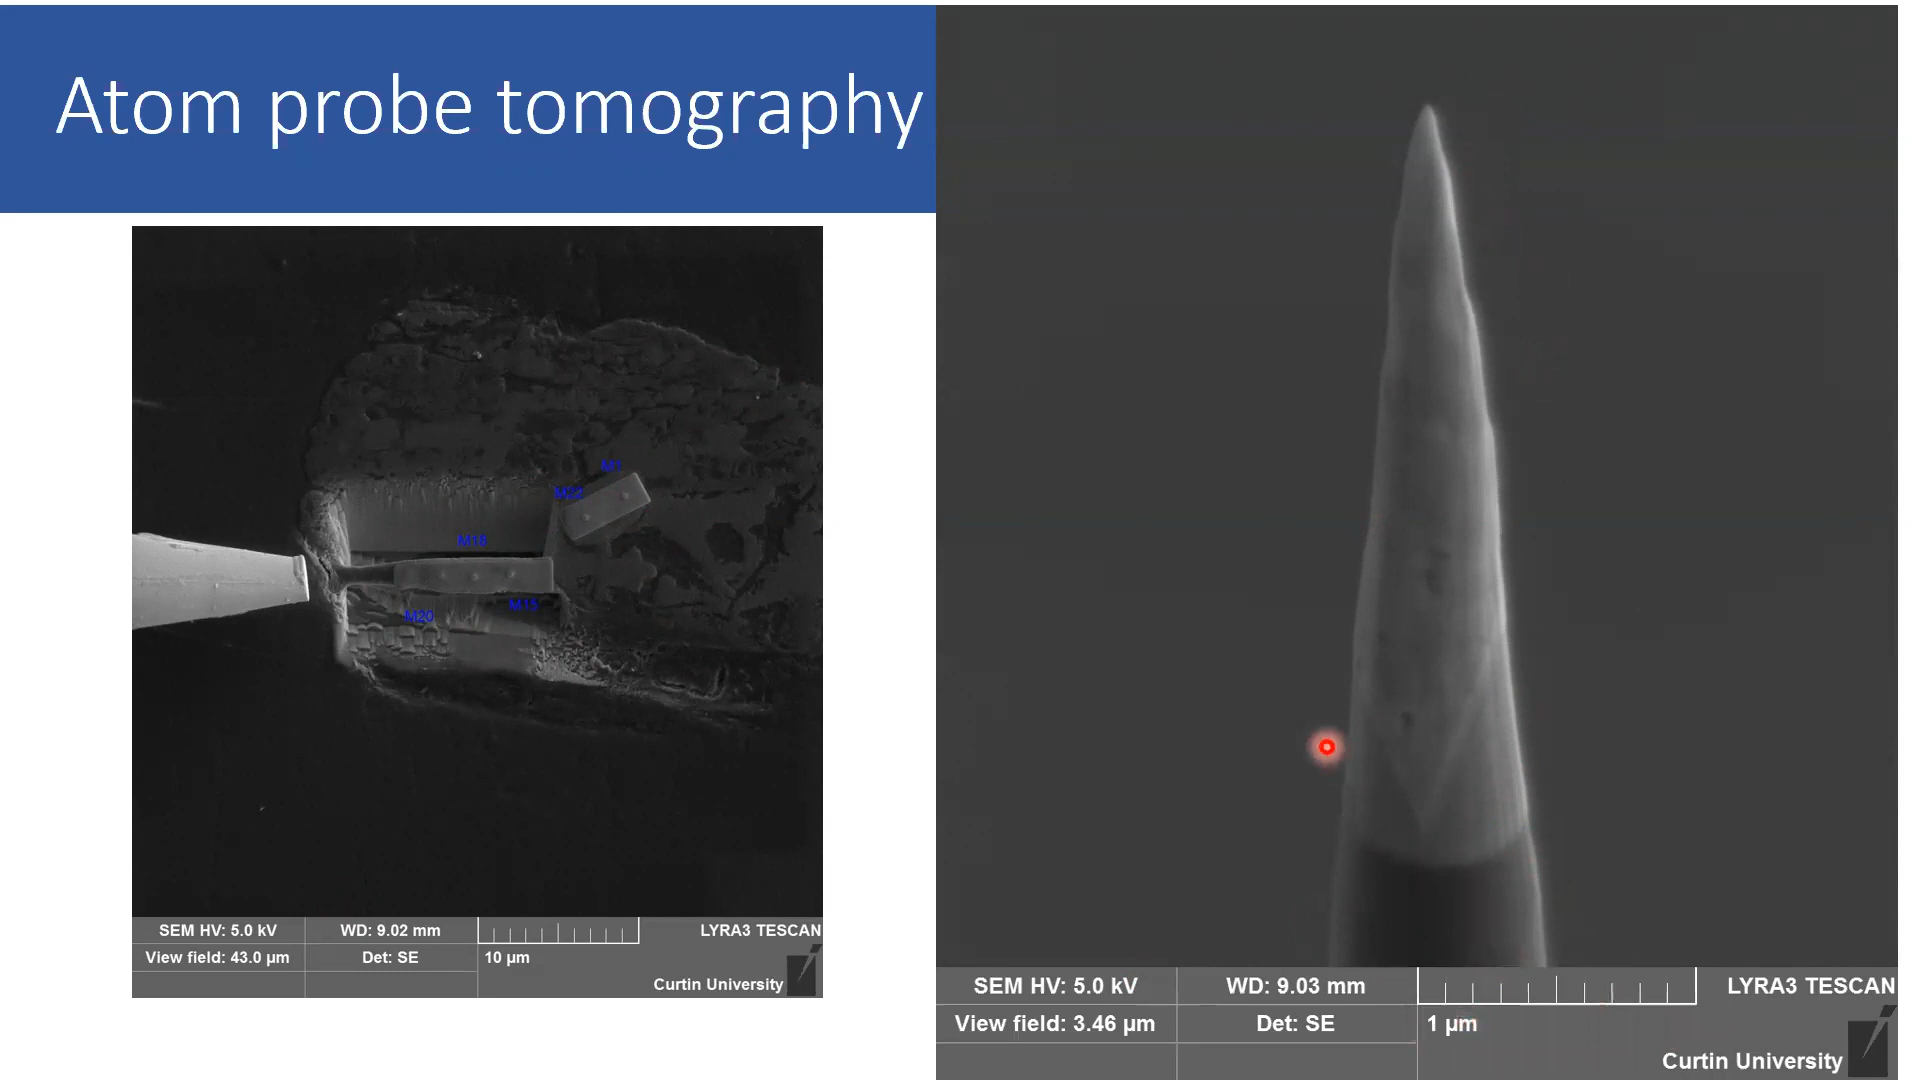 Atom probe tomography
M1
M22
M18
M15
M20
SEM HV: 5.0 kV
WD: 9.02 mm
LYRA3 TESCAN
View field: 43.0 µm
Det: SE
10 µm
Curtin University
SEM HV: 5.0 kV
WD: 9.03 mm
LYRA3 TESCAN
View field: 3.46 µm
Det: SE
1 µm
Curtin University